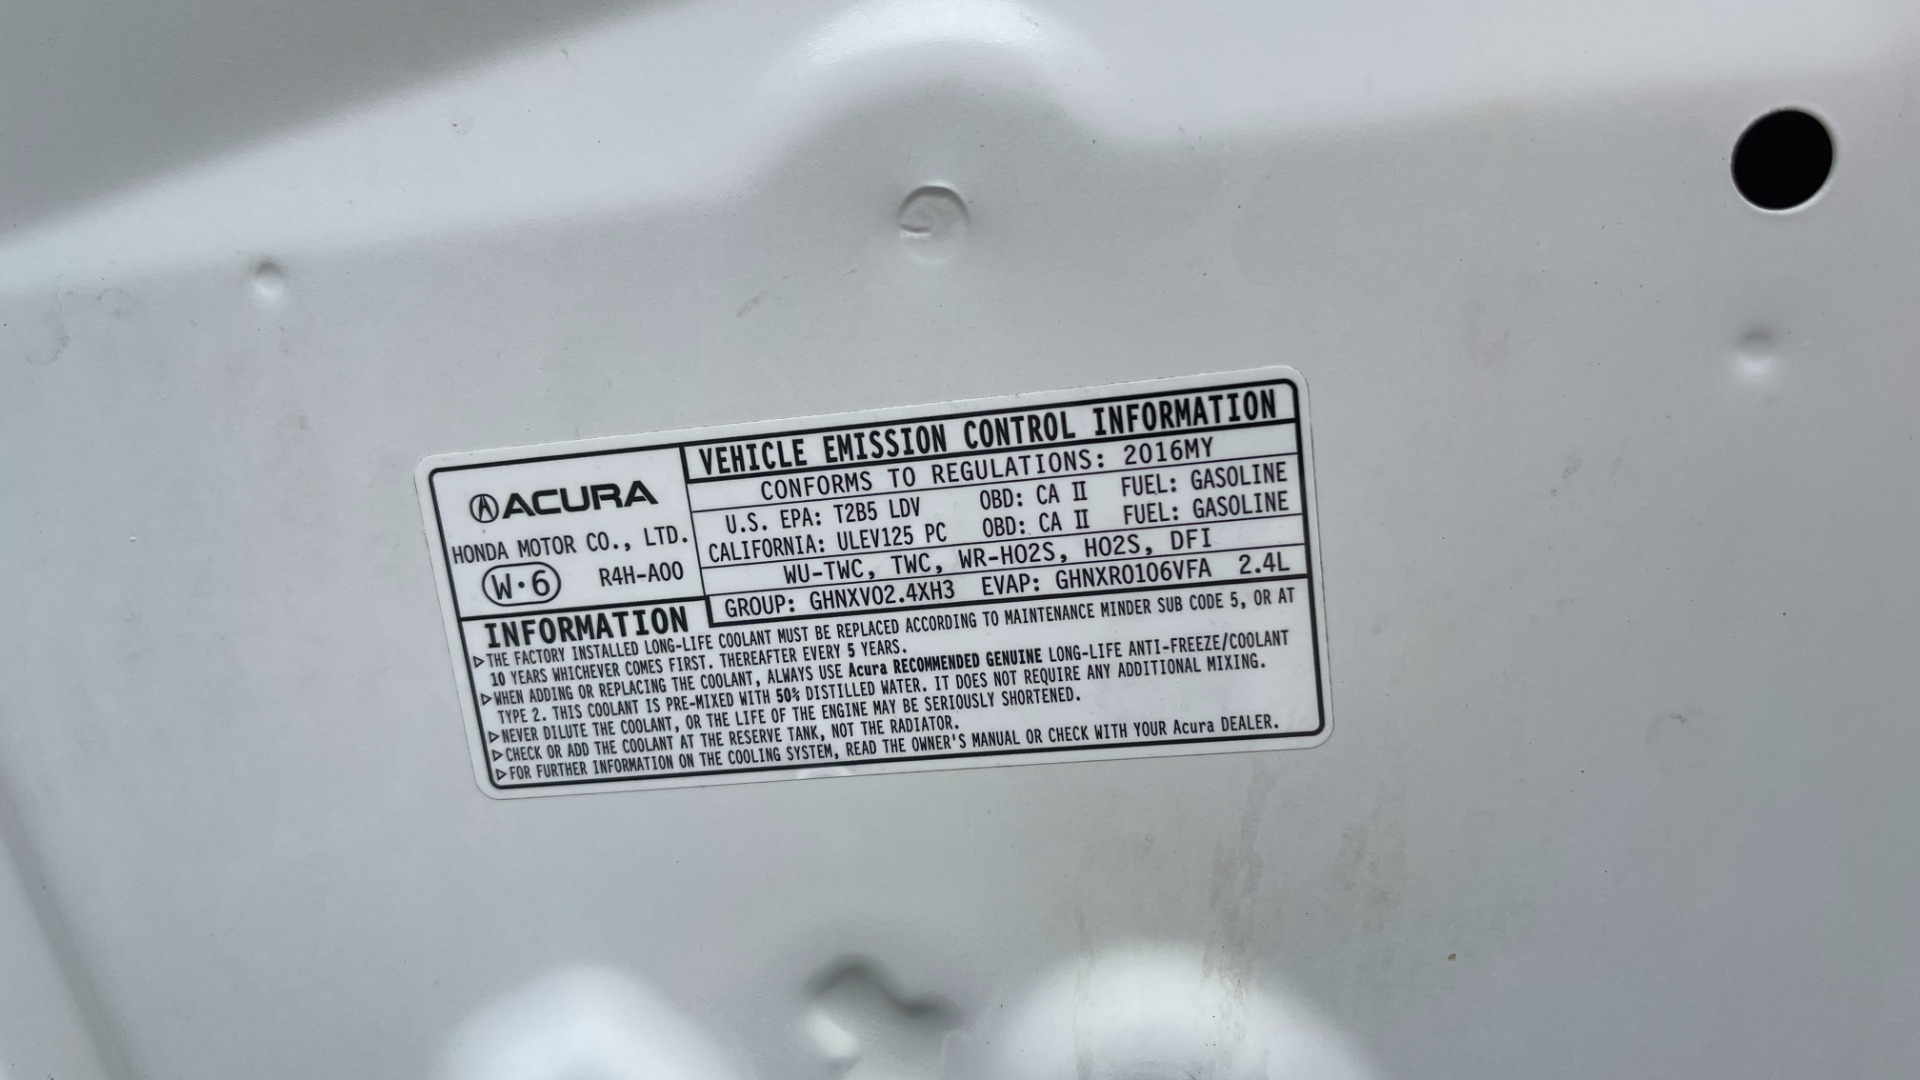 ACURA
HONDA MOTOR CO., LTD.
W·6 R4H-A00
VEHICLE EMISSION CONTROL INFORMATION
CONFORMS TO REGULATIONS: 2016MY
U.S. EPA: T2B5 LDV OBD: CA II FUEL: GASOLINE
CALIFORNIA: ULEV125 PC OBD: CA II FUEL: GASOLINE
WU-TWC, TWC, WR-HO2S, HO2S, DFI
GROUP: GHNXV02.4XH3 EVAP: GHNXR0106VFA 2.4L
INFORMATION
▷THE FACTORY INSTALLED LONG-LIFE COOLANT MUST BE REPLACED ACCORDING TO MAINTENANCE MINDER SUB CODE 5, OR AT
10 YEARS WHICHEVER COMES FIRST. THEREAFTER EVERY 5 YEARS.
▷WHEN ADDING OR REPLACING THE COOLANT, ALWAYS USE Acura RECOMMENDED GENUINE LONG-LIFE ANTI-FREEZE/COOLANT
TYPE 2. THIS COOLANT IS PRE-MIXED WITH 50% DISTILLED WATER. IT DOES NOT REQUIRE ANY ADDITIONAL MIXING.
▷NEVER DILUTE THE COOLANT, OR THE LIFE OF THE ENGINE MAY BE SERIOUSLY SHORTENED.
▷CHECK OR ADD THE COOLANT AT THE RESERVE TANK, NOT THE RADIATOR.
▷FOR FURTHER INFORMATION ON THE COOLING SYSTEM, READ THE OWNER'S MANUAL OR CHECK WITH YOUR Acura DEALER.